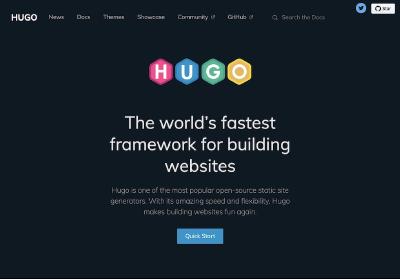 HUGO News Docs Themes Showcase Community GitHub Search the Docs Star
HUGO
The world's fastest
framework for building
websites
Hugo is one of the most popular open-source static site
generators. With its amazing speed and flexibility, Hugo
makes building websites fun again.
Quick Start